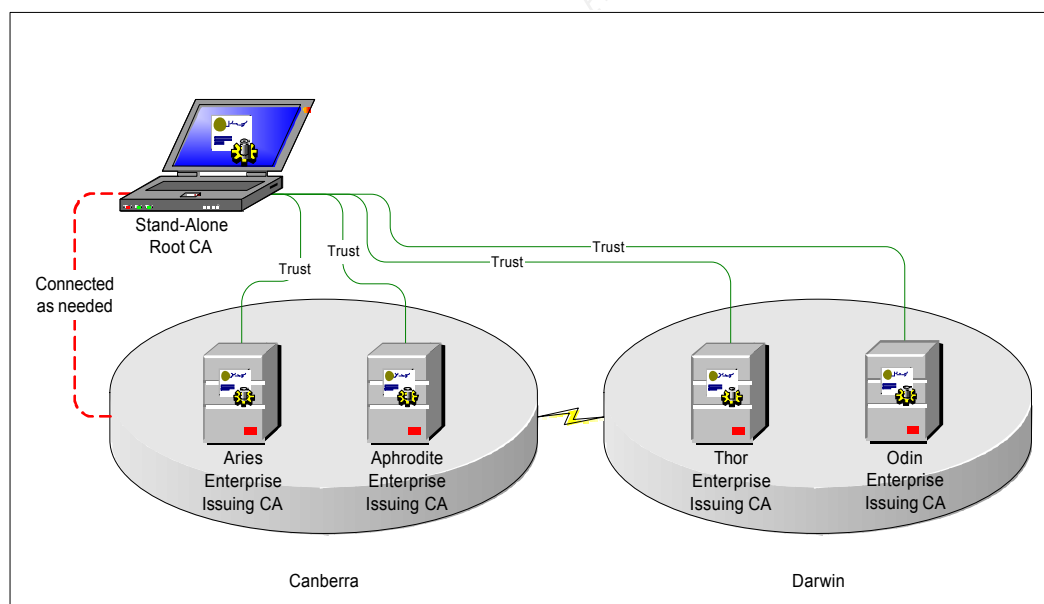 Stand-Alone
Root CA
Connected
as needed
Trust
Trust
Trust
Trust
Aries
Enterprise
Issuing CA
Aphrodite
Enterprise
Issuing CA
Thor
Enterprise
Issuing CA
Odin
Enterprise
Issuing CA
Canberra
Darwin